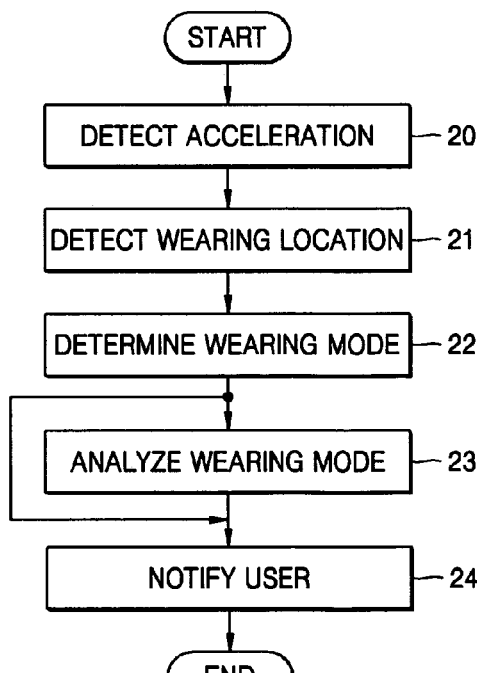 START
DETECT ACCELERATION 20
DETECT WEARING LOCATION 21
DETERMINE WEARING MODE 22
ANALYZE WEARING MODE 23
NOTIFY USER 24
END